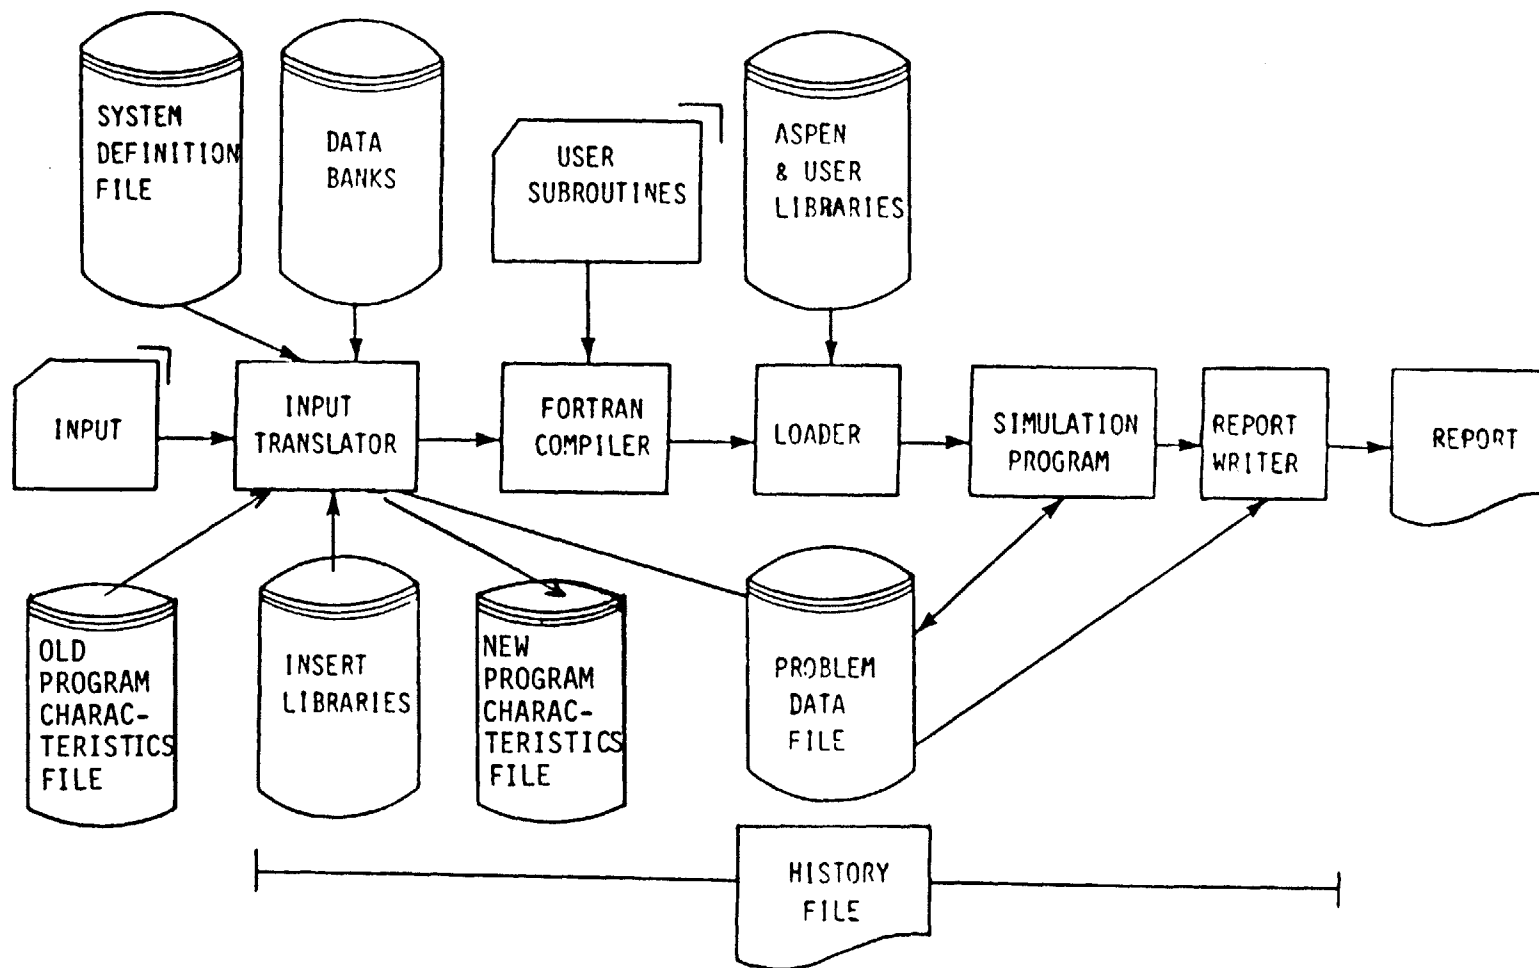 SYSTEM
DEFINITION
FILE
DATA
BANKS
USER
SUBROUTINES
ASPEN
& USER
LIBRARIES
INPUT
INPUT
TRANSLATOR
FORTRAN
COMPILER
LOADER
SIMULATION
PROGRAM
REPORT
WRITER
REPORT
OLD
PROGRAM
CHARAC-
TERISTICS
FILE
INSERT
LIBRARIES
NEW
PROGRAM
CHARAC-
TERISTICS
FILE
PROBLEM
DATA
FILE
HISTORY
FILE